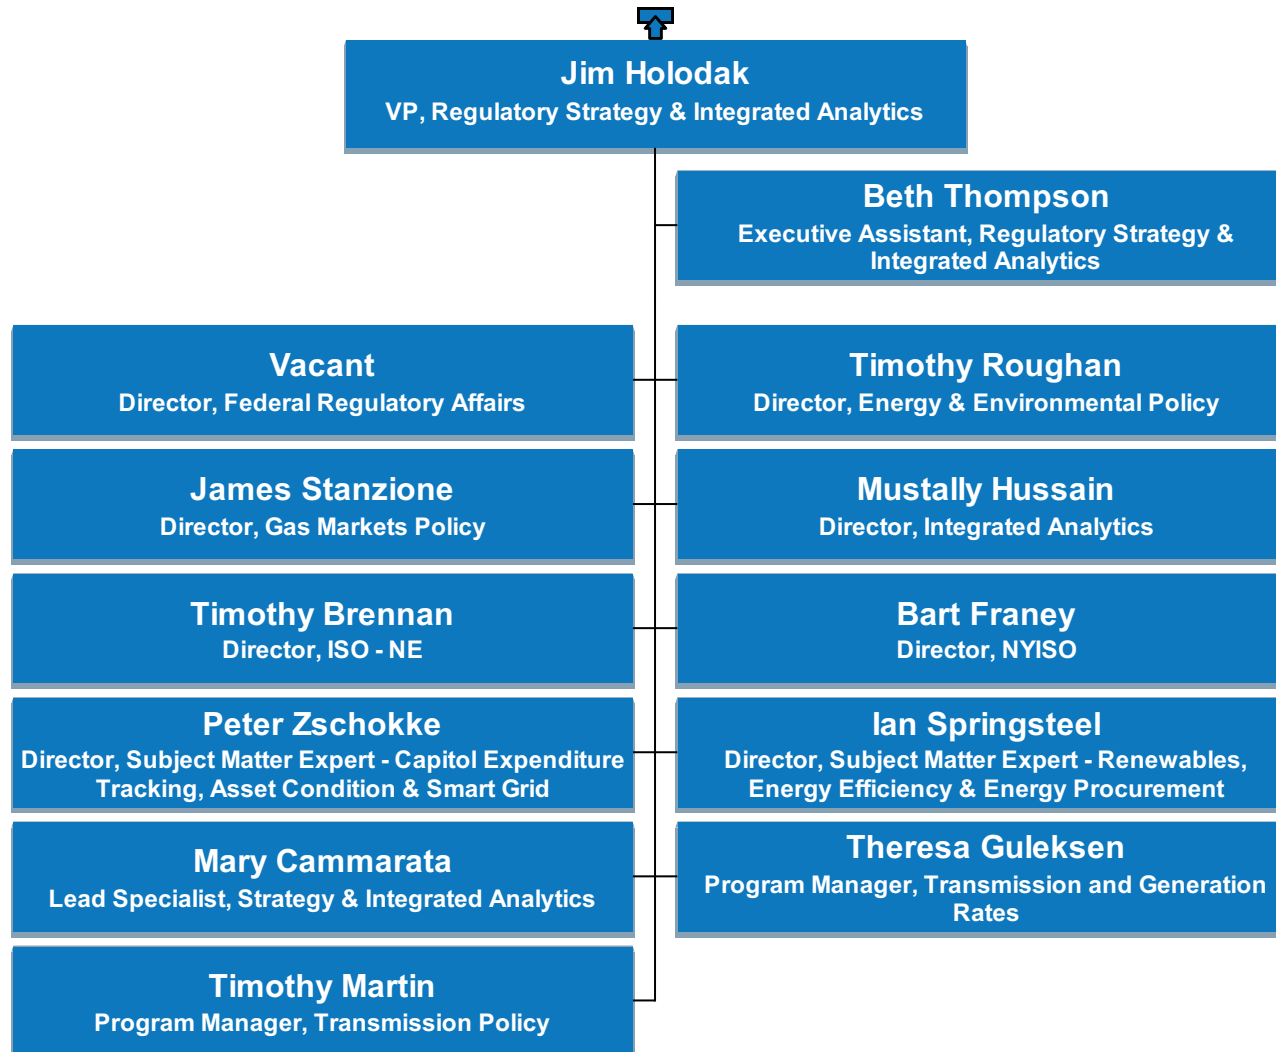 Jim Holodak
VP, Regulatory Strategy & Integrated Analytics
Beth Thompson
Executive Assistant, Regulatory Strategy &
Integrated Analytics
Vacant
Director, Federal Regulatory Affairs
Timothy Roughan
Director, Energy & Environmental Policy
James Stanzione
Director, Gas Markets Policy
Mustally Hussain
Director, Integrated Analytics
Timothy Brennan
Director, ISO - NE
Bart Franey
Director, NYISO
Peter Zschokke
Director, Subject Matter Expert - Capitol Expenditure
Tracking, Asset Condition & Smart Grid
Ian Springsteel
Director, Subject Matter Expert - Renewables,
Energy Efficiency & Energy Procurement
Mary Cammarata
Lead Specialist, Strategy & Integrated Analytics
Theresa Guleksen
Program Manager, Transmission and Generation
Rates
Timothy Martin
Program Manager, Transmission Policy